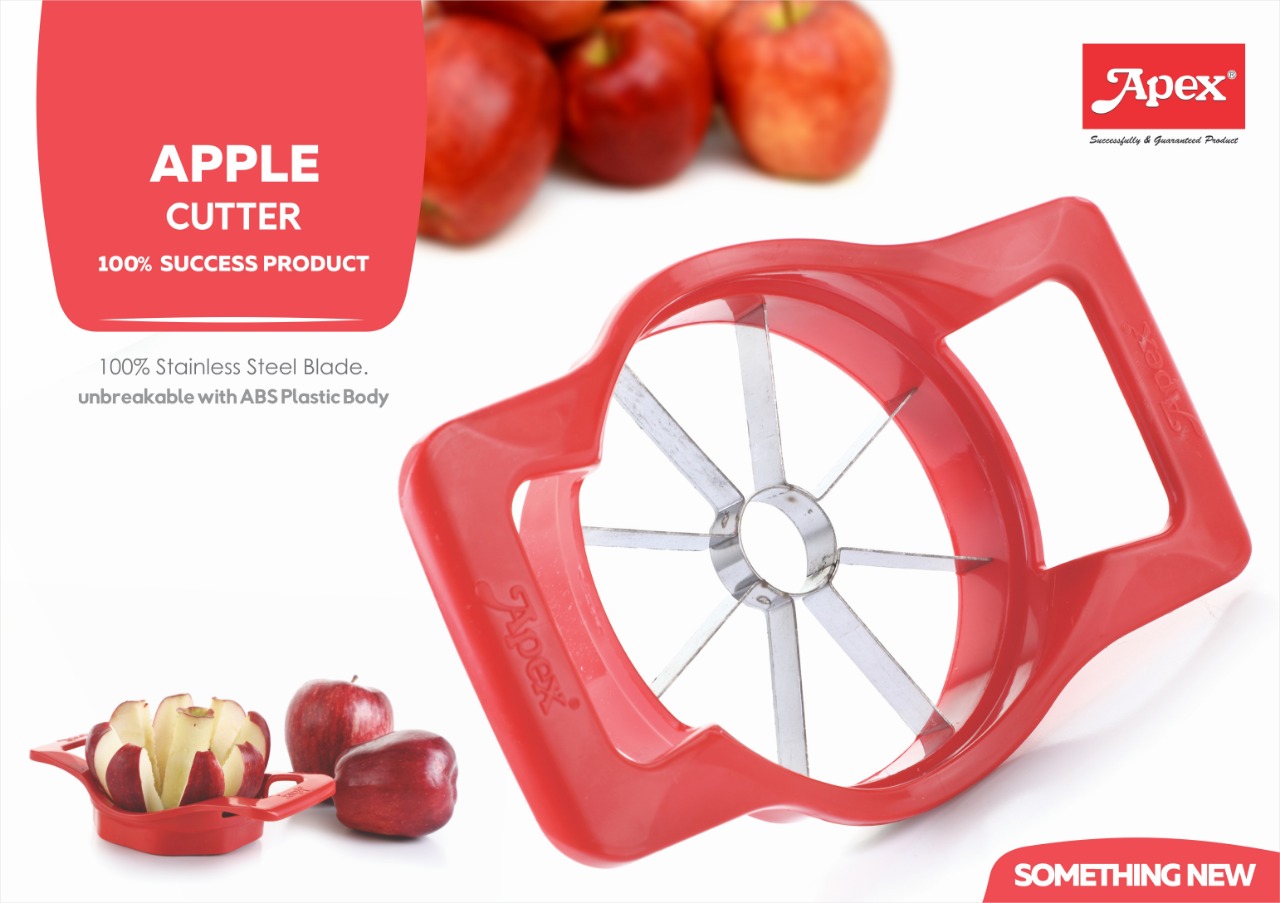 APPLE
CUTTER
100% SUCCESS PRODUCT
100% Stainless Steel Blade.
unbreakable with ABS Plastic Body
Apex®
Successfully & Guaranteed Product
Apex
Apex®
Apex
SOMETHING NEW